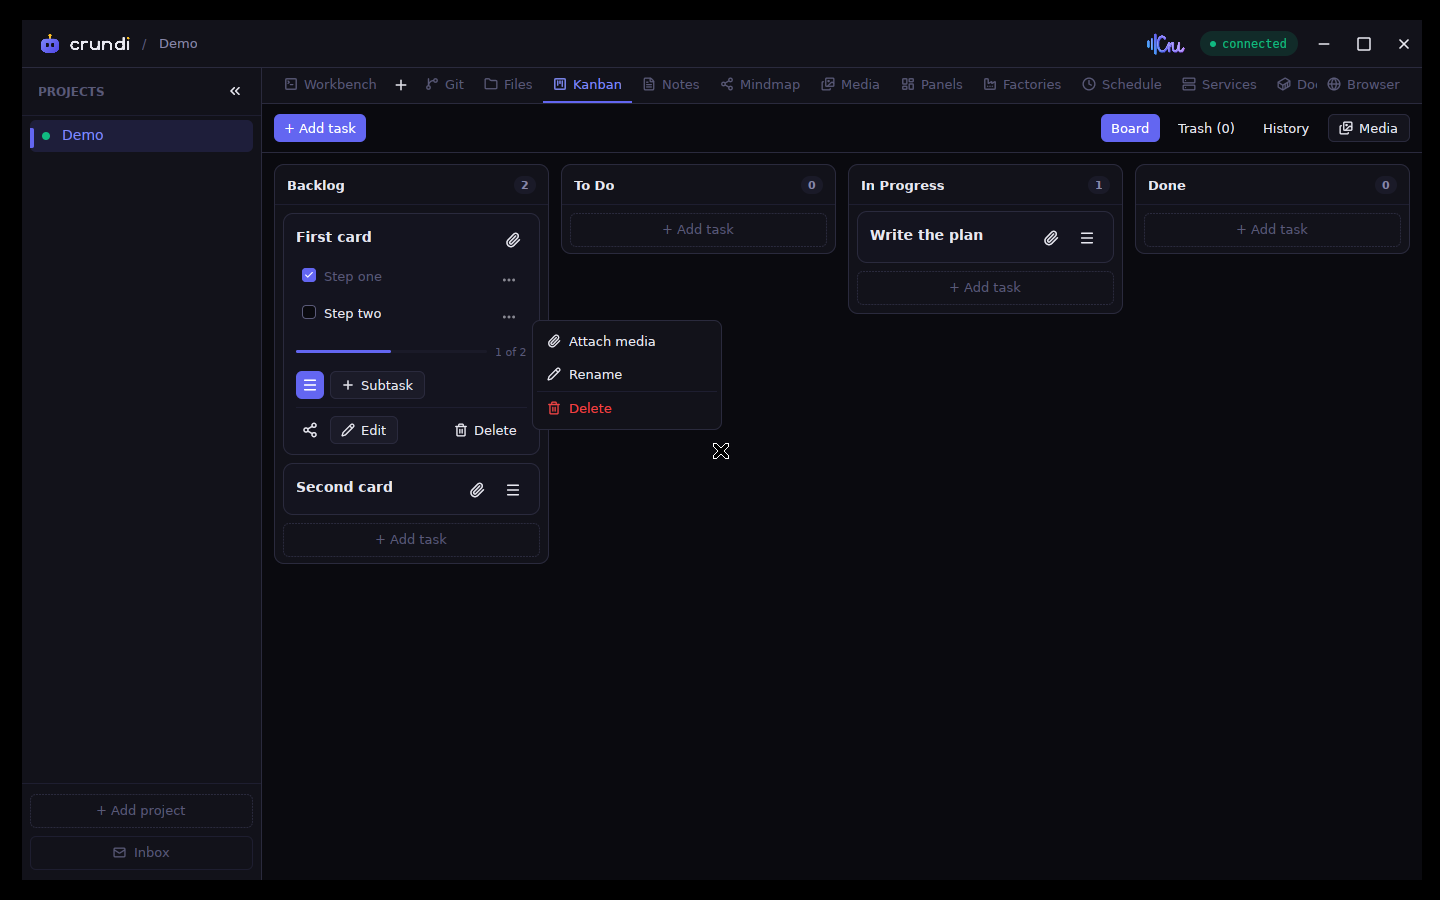 crundi / Demo
Cru
connected
PROJECTS
Demo
+ Add project
Inbox
Workbench
Git
Files
Kanban
Notes
Mindmap
Media
Panels
Factories
Schedule
Services
Doc
Browser
+ Add task
Board
Trash (0)
History
Media
Backlog 2
First card
Step one
Step two
1 of 2
Subtask
Edit
Delete
Second card
+ Add task
Attach media
Rename
Delete
To Do 0
+ Add task
In Progress 1
Write the plan
+ Add task
Done 0
+ Add task